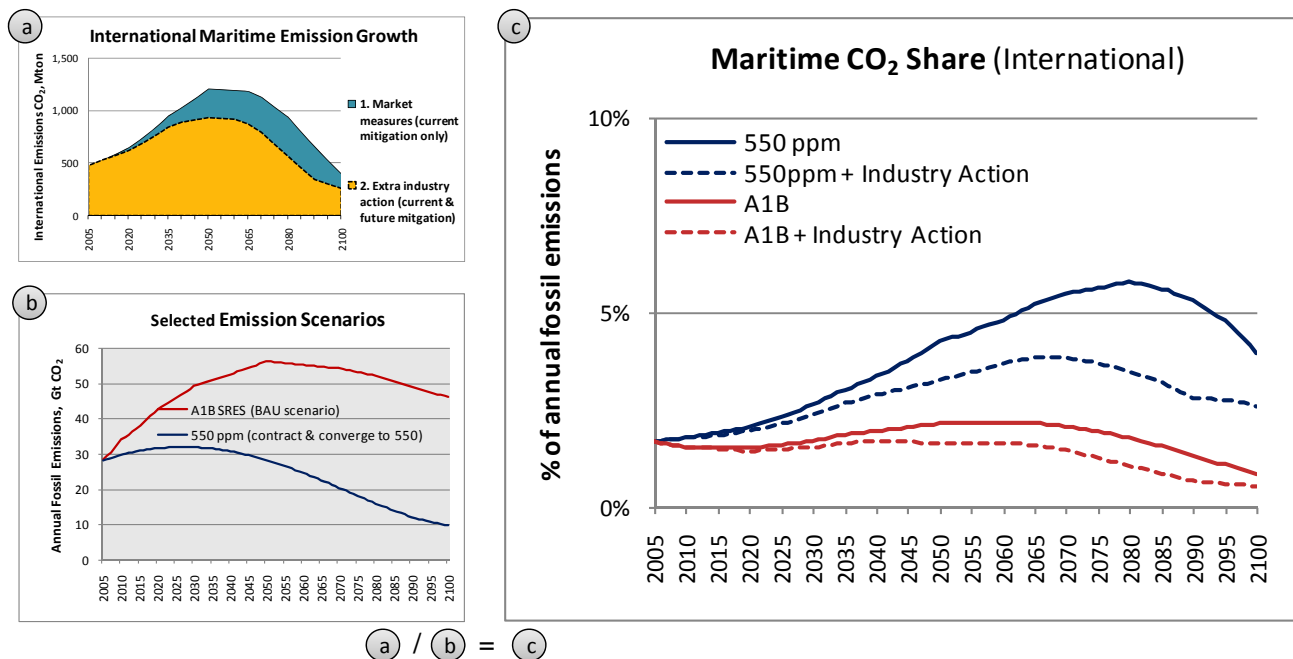 a
International Maritime Emission Growth
International Emissions CO2, Mton
1,500
1,000
500
0
2005
2020
2035
2050
2065
2080
2100
1. Market
measures (current
mitigation only)
2. Extra industry
action (current &
future mitgation)
b
Selected Emission Scenarios
Annual Fossil Emissions, Gt CO2
60
50
40
30
20
10
0
A1B SRES (BAU scenario)
550 ppm (contract & converge to 550)
2005
2010
2015
2020
2025
2030
2035
2040
2045
2050
2055
2060
2065
2070
2075
2080
2085
2090
2095
2100
c
Maritime CO2 Share (International)
% of annual fossil emissions
10%
5%
0%
550 ppm
550ppm + Industry Action
A1B
A1B + Industry Action
2005
2010
2015
2020
2025
2030
2035
2040
2045
2050
2055
2060
2065
2070
2075
2080
2085
2090
2095
2100
a / b = c